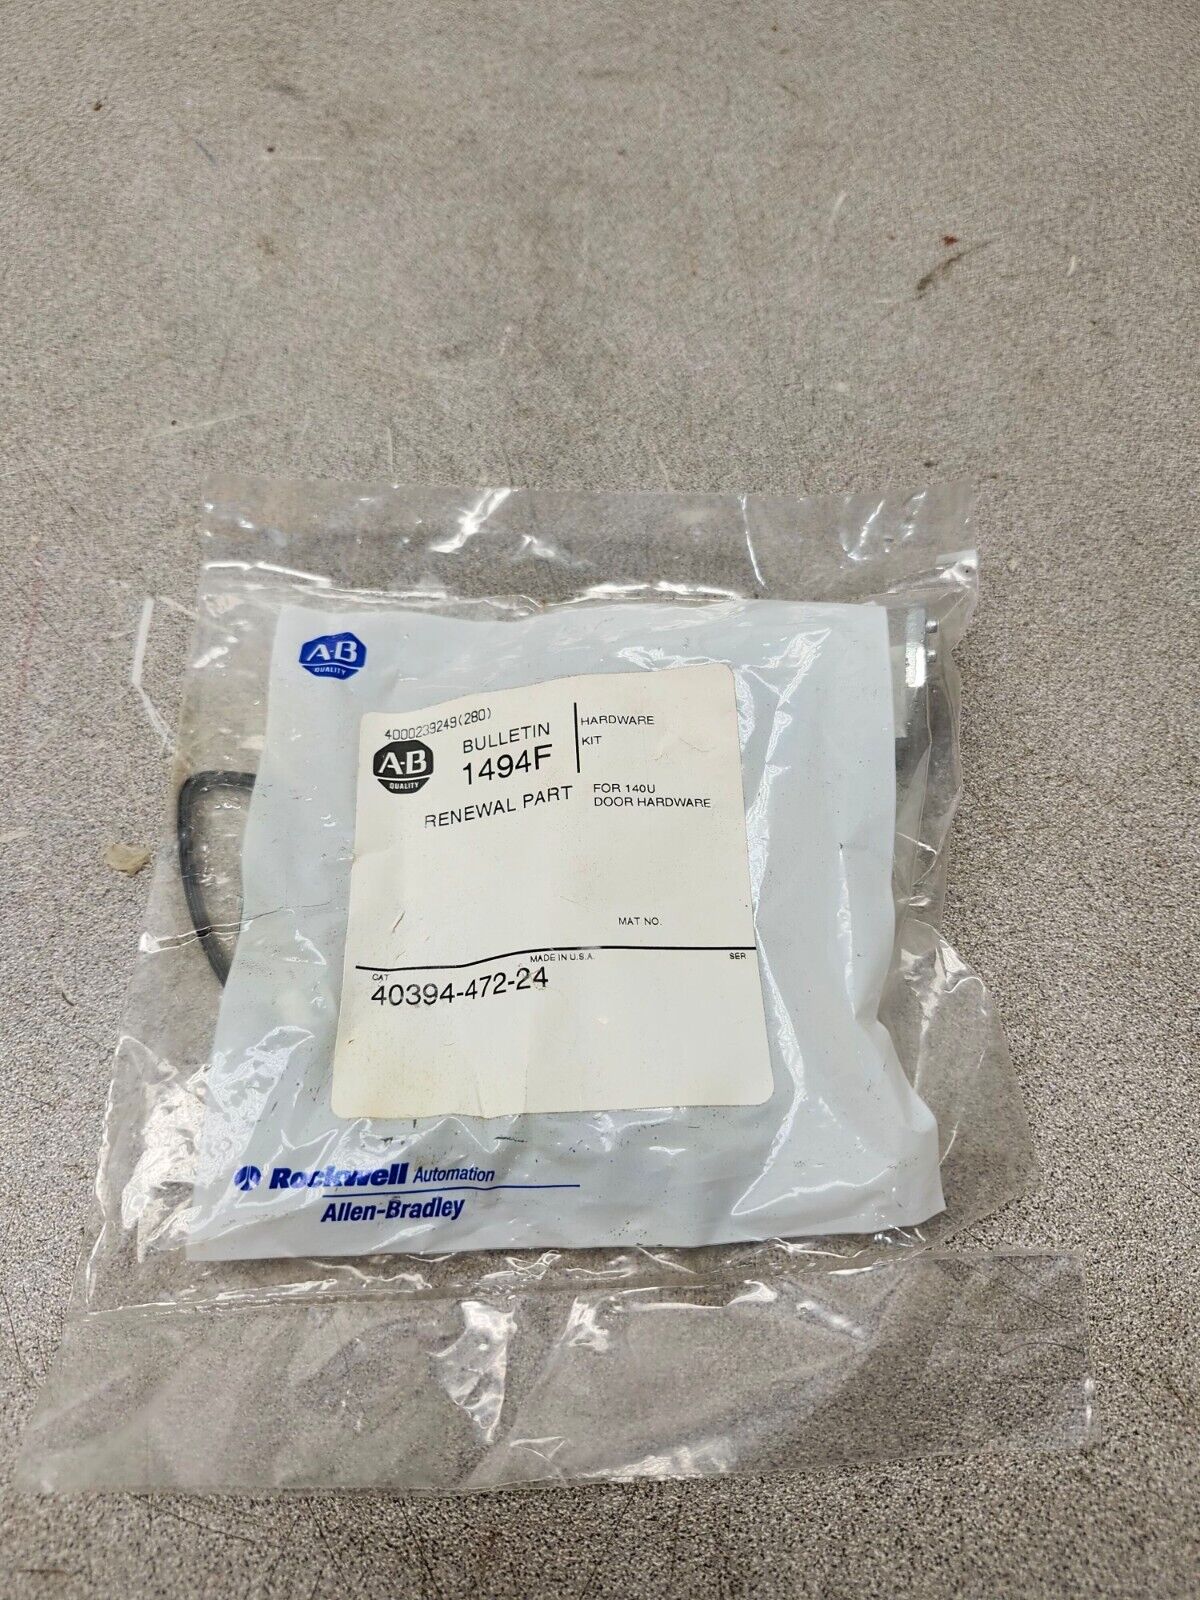 A-B
QUALITY
4000239249(280)
A-B
QUALITY
BULLETIN
1494F
HARDWARE
KIT
RENEWAL PART
FOR 140U
DOOR HARDWARE
MAT NO.
CAT
MADE IN U.S.A.
SER
40394-472-24
Rockwell Automation
Allen-Bradley